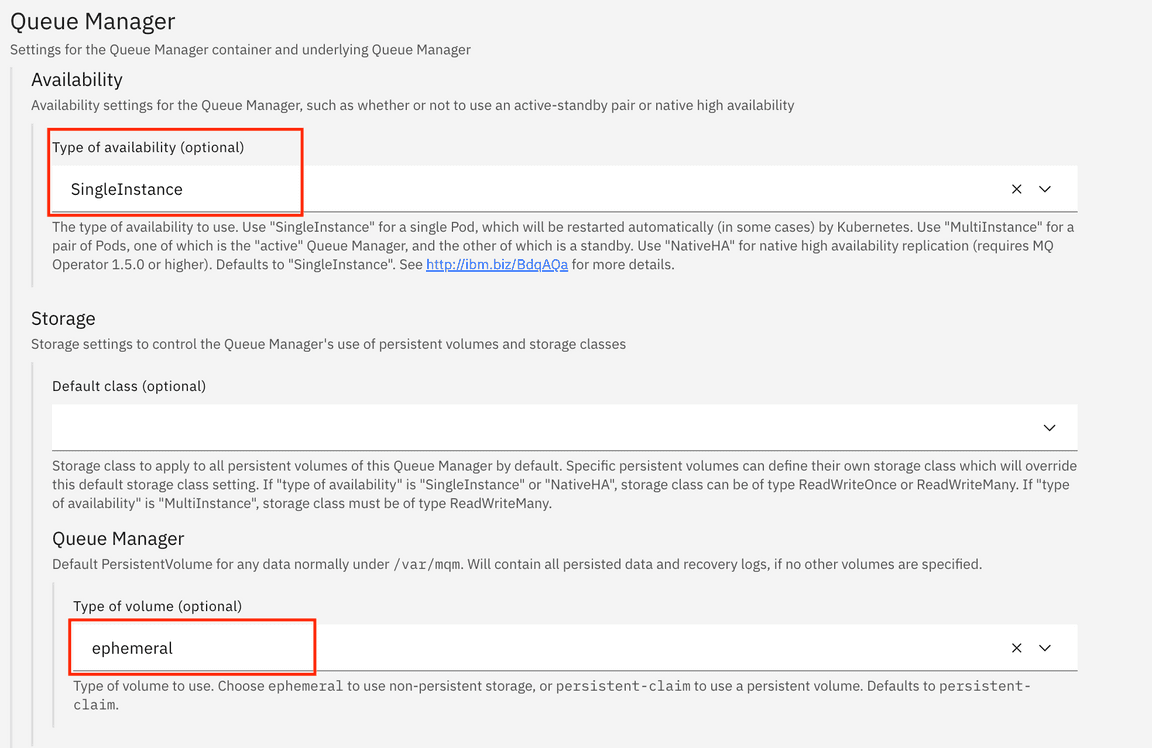 Queue Manager
Settings for the Queue Manager container and underlying Queue Manager
Availability
Availability settings for the Queue Manager, such as whether or not to use an active-standby pair or native high availability
Type of availability (optional)
SingleInstance
The type of availability to use. Use "SingleInstance" for a single Pod, which will be restarted automatically (in some cases) by Kubernetes. Use "MultiInstance" for a
pair of Pods, one of which is the "active" Queue Manager, and the other of which is a standby. Use "NativeHA" for native high availability replication (requires MQ
Operator 1.5.0 or higher). Defaults to "SingleInstance". See http://ibm.biz/BdqAQa for more details.
Storage
Storage settings to control the Queue Manager's use of persistent volumes and storage classes
Default class (optional)
Storage class to apply to all persistent volumes of this Queue Manager by default. Specific persistent volumes can define their own storage class which will override
this default storage class setting. If "type of availability" is "SingleInstance" or "NativeHA", storage class can be of type ReadWriteOnce or ReadWriteMany. If "type
of availability" is "MultiInstance", storage class must be of type ReadWriteMany.
Queue Manager
Default PersistentVolume for any data normally under /var/mqm. Will contain all persisted data and recovery logs, if no other volumes are specified.
Type of volume (optional)
ephemeral
Type of volume to use. Choose ephemeral to use non-persistent storage, or persistent-claim to use a persistent volume. Defaults to persistent-
claim.